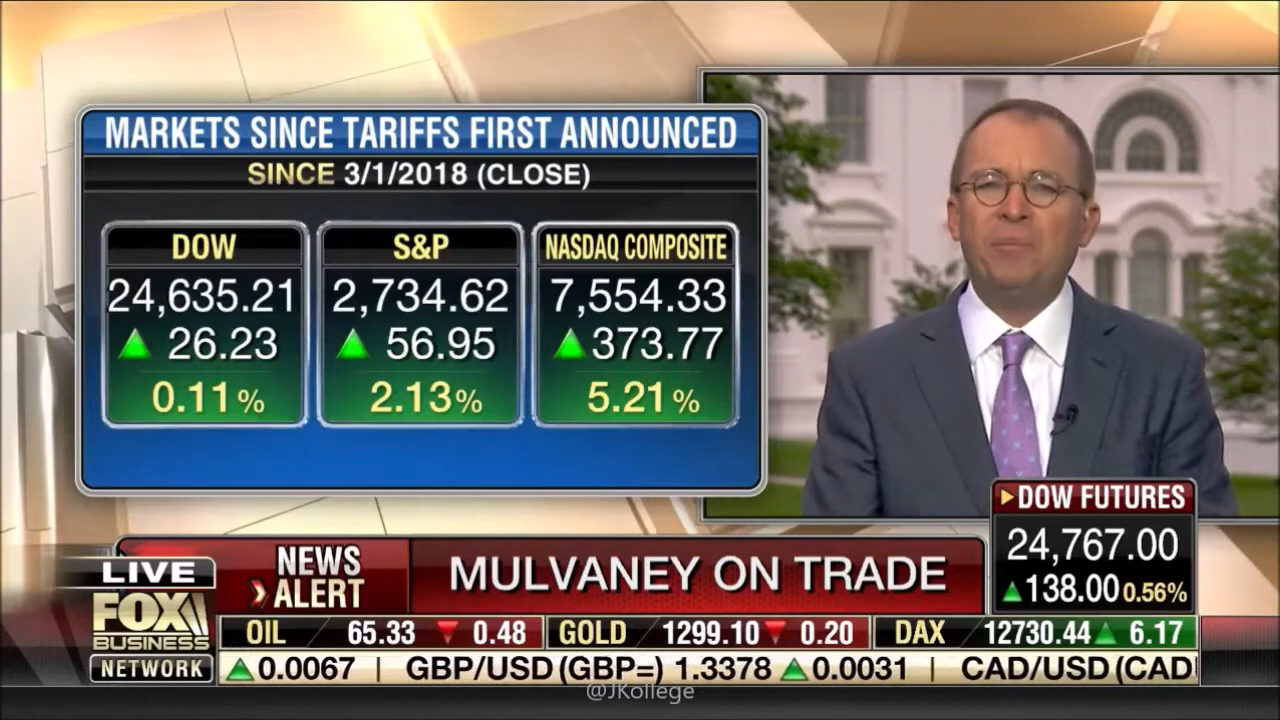 MARKETS SINCE TARIFFS FIRST ANNOUNCED
SINCE 3/1/2018 (CLOSE)
DOW
24,635.21
▲ 26.23
0.11%
S&P
2,734.62
▲ 56.95
2.13%
NASDAQ COMPOSITE
7,554.33
▲ 373.77
5.21%
DOW FUTURES
24,767.00
▲138.00 0.56%
LIVE
FOX
BUSINESS
NETWORK
NEWS
ALERT
MULVANEY ON TRADE
OIL 65.33 ▼ 0.48 GOLD 1299.10 ▼ 0.20 DAX 12730.44 ▲ 6.17
▲0.0067 | GBP/USD (GBP=) 1.3378 ▲0.0031 | CAD/USD (CAD
@JKollege